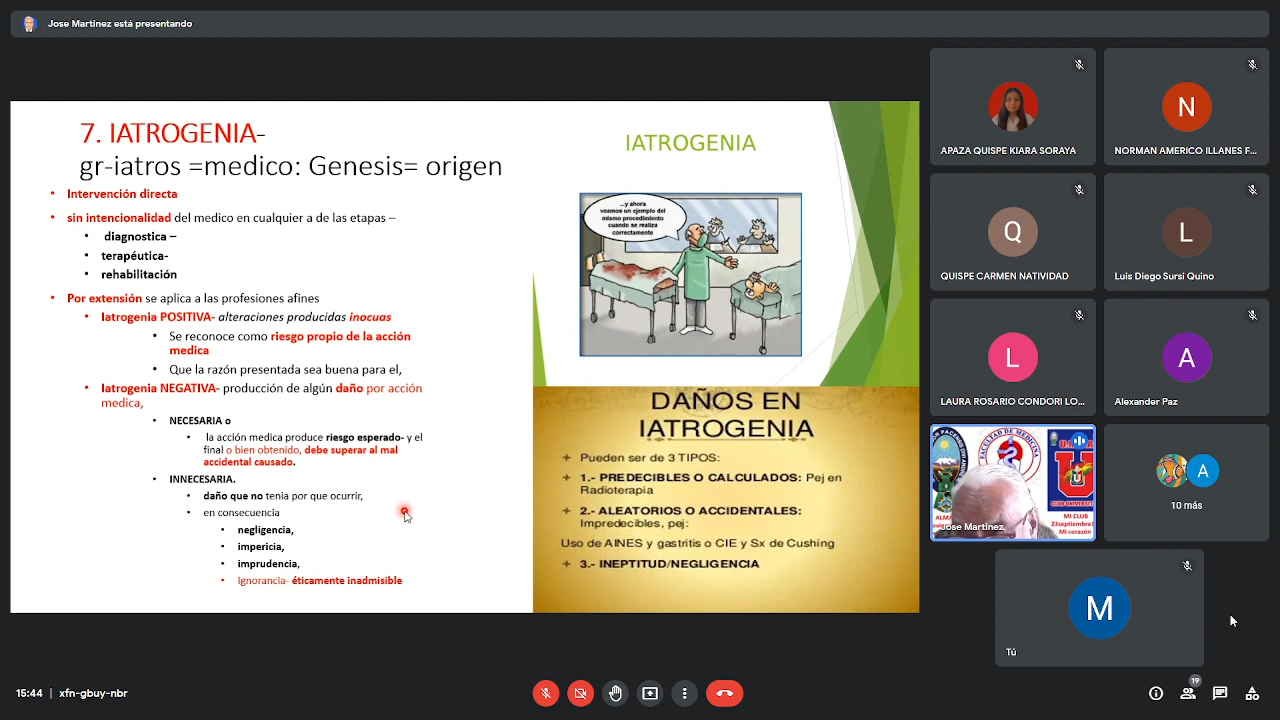 Jose Martinez está presentando
7. IATROGENIA-
gr-iatros =medico: Genesis= origen
• Intervención directa
• sin intencionalidad del medico en cualquier a de las etapas –
• diagnostica –
• terapéutica-
• rehabilitación
• Por extensión se aplica a las profesiones afines
• Iatrogenia POSITIVA- alteraciones producidas inocuas
• Se reconoce como riesgo propio de la acción
medica
• Que la razón presentada sea buena para el,
• Iatrogenia NEGATIVA- producción de algún daño por acción
medica,
• NECESARIA o
• la acción medica produce riesgo esperado- y el
final o bien obtenido, debe superar al mal
accidental causado.
• INNECESARIA.
• daño que no tenia por que ocurrir,
• en consecuencia
• negligencia,
• impericia,
• imprudencia,
• Ignorancia- éticamente inadmisible
IATROGENIA
...y ahora
veamos un ejemplo del
mismo procedimiento
cuando se realiza
correctamente
DAÑOS EN
IATROGENIA
Pueden ser de 3 TIPOS:
1.- PREDECIBLES O CALCULADOS: Pej en
Radioterapia
2.- ALEATORIOS O ACCIDENTALES:
Impredecibles, pej:
Uso de AINES y gastritis o CIE y Sx de Cushing
3.- INEPTITUD/NEGLIGENCIA
APAZA QUISPE KIARA SORAYA
N
NORMAN AMERICO ILLANES F...
Q
QUISPE CARMEN NATIVIDAD
L
Luis Diego Sursí Quino
L
LAURA ROSARIO CONDORI LO...
A
Alexander Paz
MI CLUB
23septiembre
Mi corazón
Jose Martinez
A
10 más
M
Tú
15:44 | xfn-gbuy-nbr
19